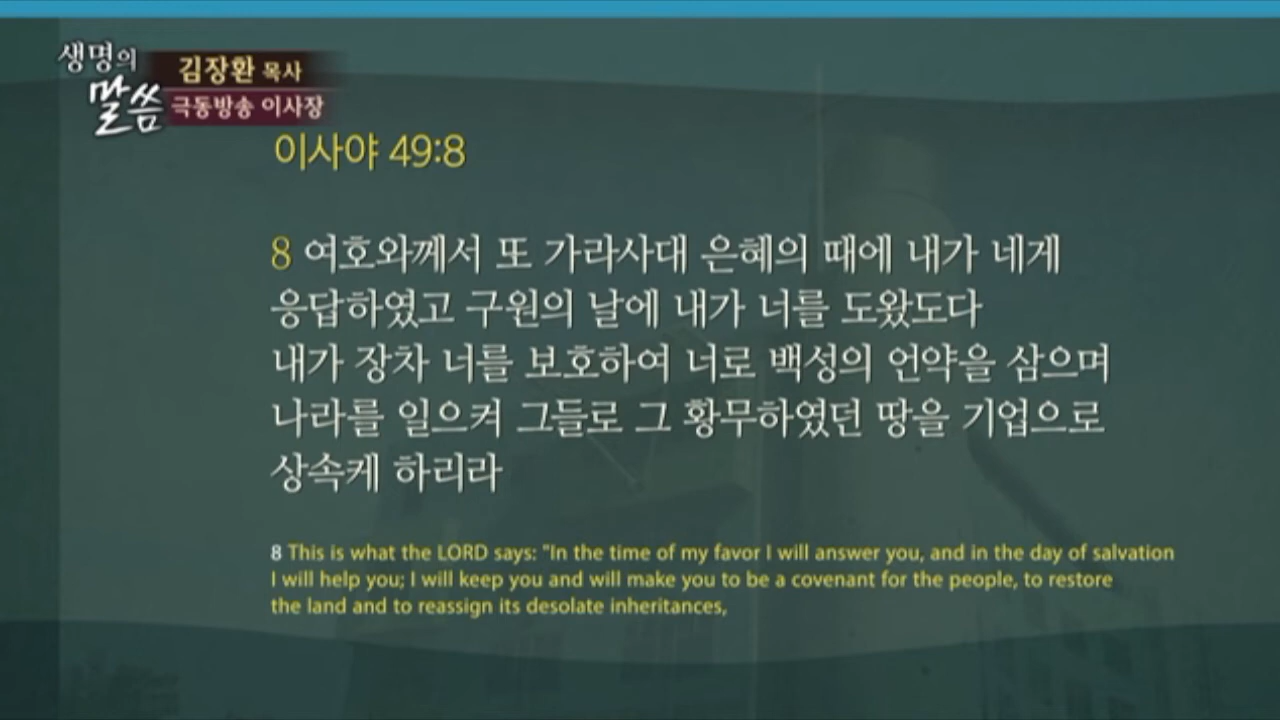 생명의
말씀
김장환 목사
극동방송 이사장
이사야 49:8
8 여호와께서 또 가라사대 은혜의 때에 내가 네게
응답하였고 구원의 날에 내가 너를 도왔도다
내가 장차 너를 보호하여 너로 백성의 언약을 삼으며
나라를 일으켜 그들로 그 황무하였던 땅을 기업으로
상속케 하리라
8 This is what the LORD says: "In the time of my favor I will answer you, and in the day of salvation
I will help you; I will keep you and will make you to be a covenant for the people, to restore
the land and to reassign its desolate inheritances,